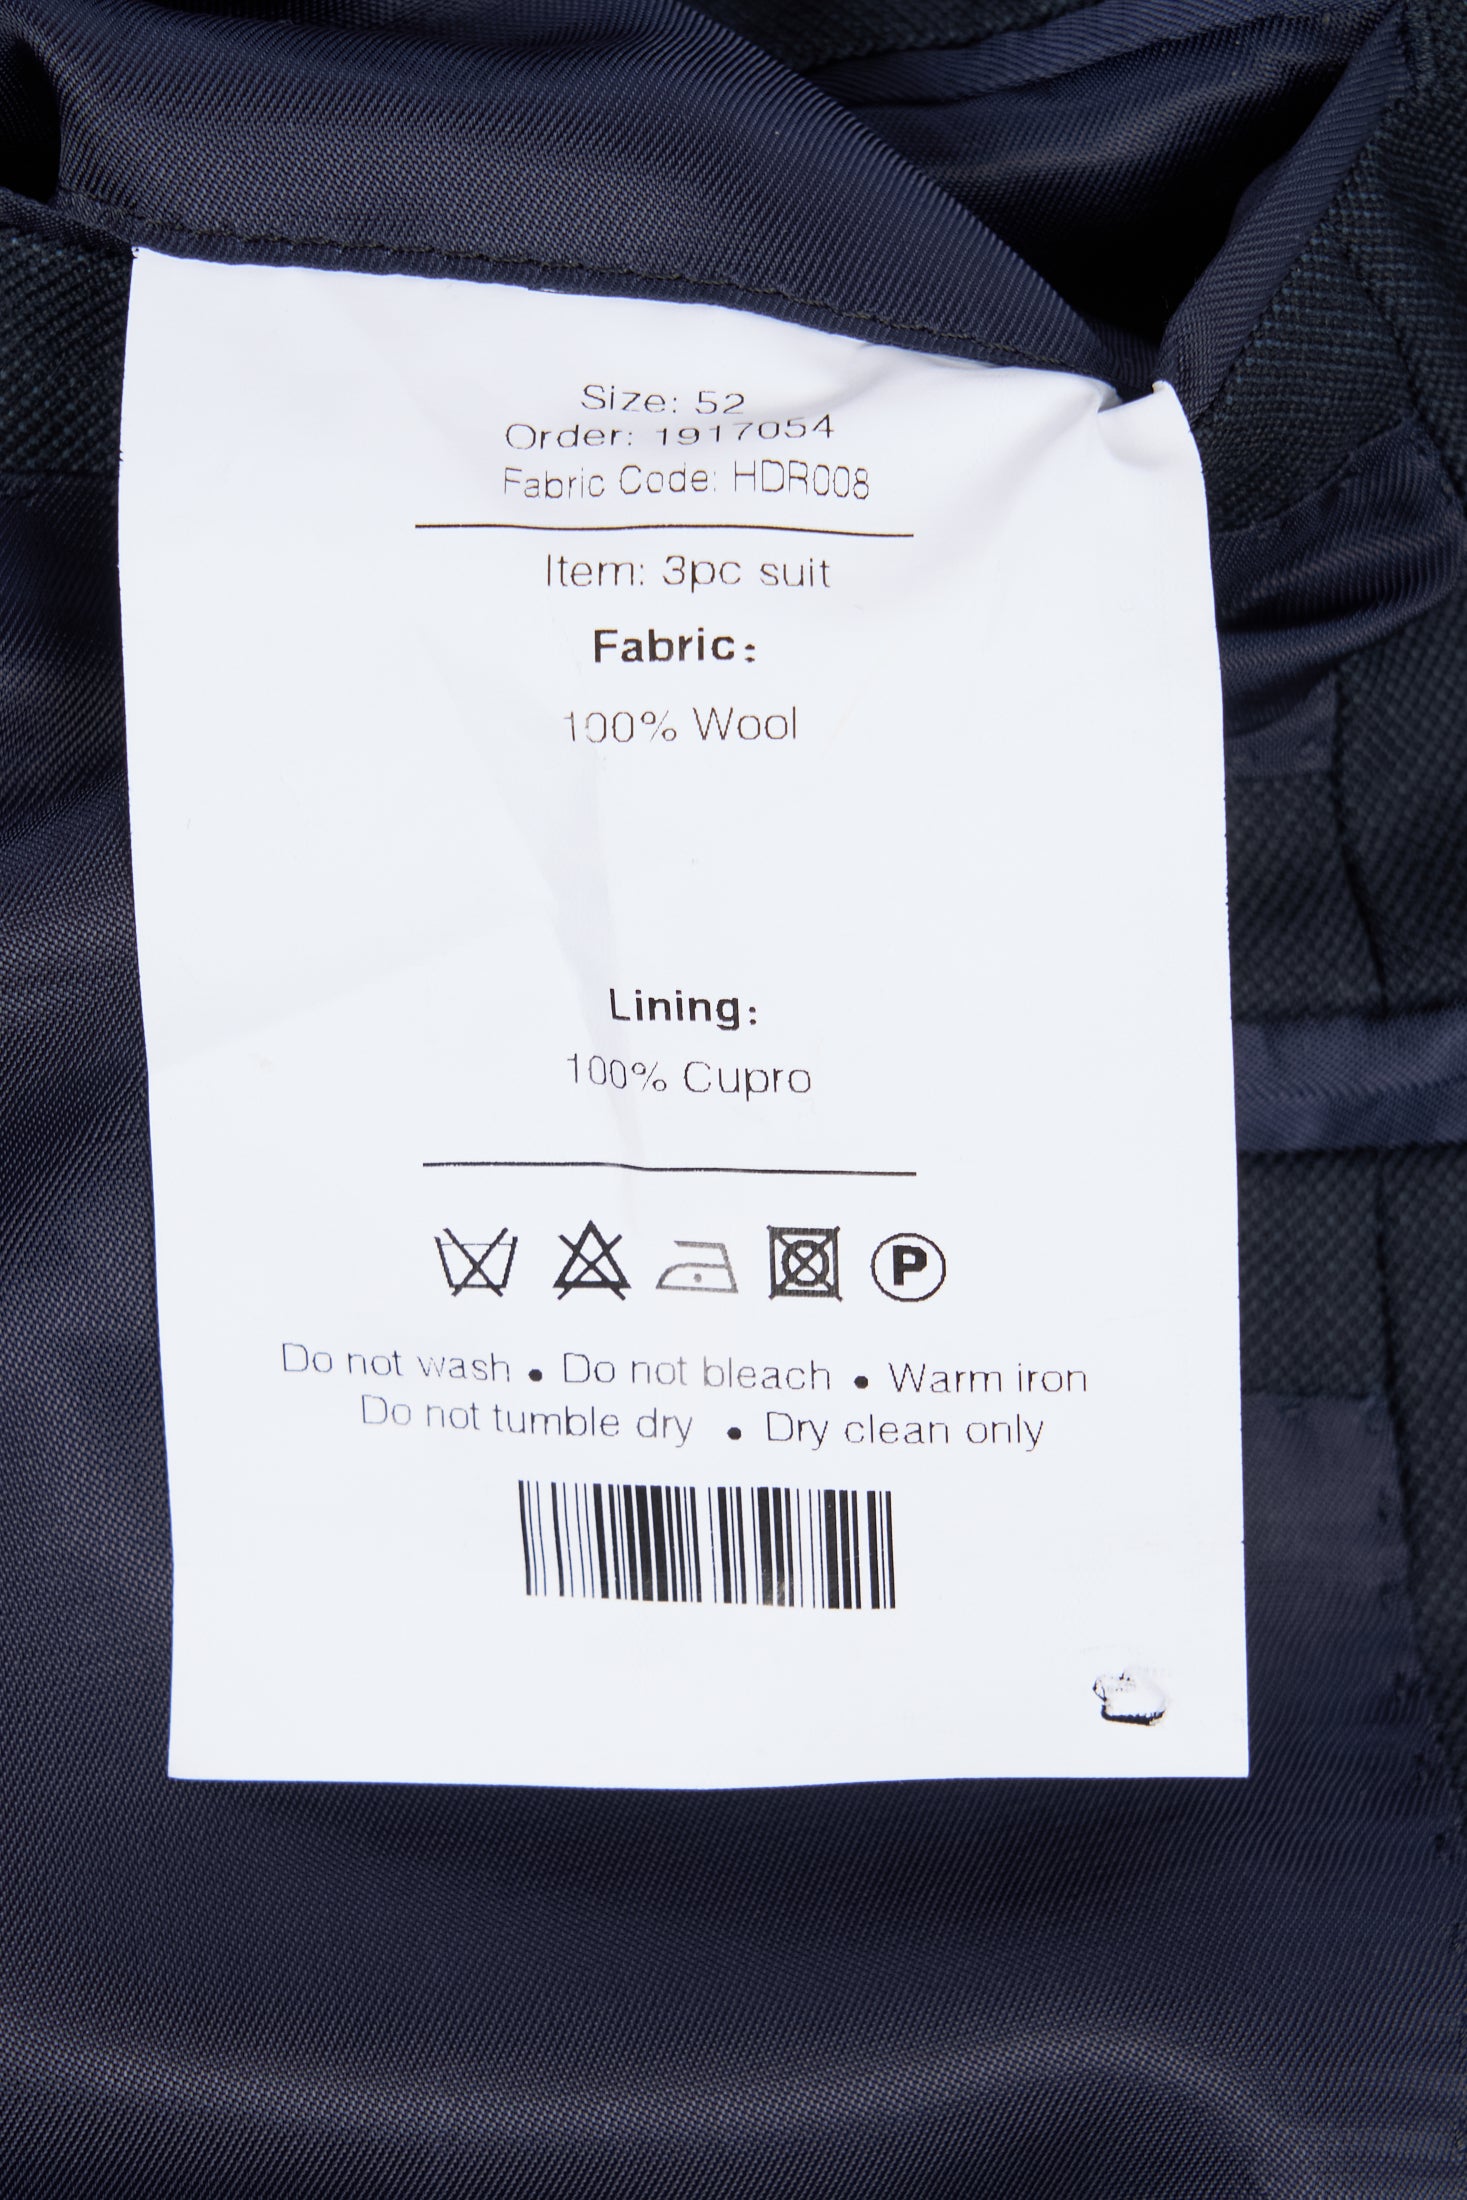 Size: 52
Order: 1917054
Fabric Code: HDR008
Item: 3pc suit
Fabric:
100% Wool
Lining:
100% Cupro
P
Do not wash • Do not bleach • Warm iron
Do not tumble dry • Dry clean only